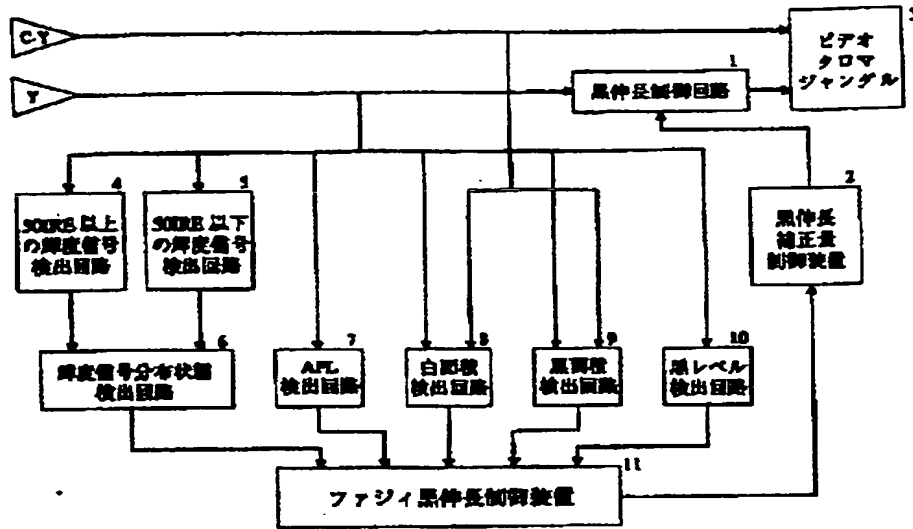 C-Y
3
ビデオ
クロマ
ジャングル
Y
1
黒伸長制御回路
4
50IRE 以上
の輝度信号
検出回路
5
50IRE 以下
の輝度信号
検出回路
2
黒伸長
補正量
制御装置
6
輝度信号分布状態
検出回路
7
APL
検出回路
8
白面積
検出回路
9
黒面積
検出回路
10
黒レベル
検出回路
11
ファジィ黒伸長制御装置